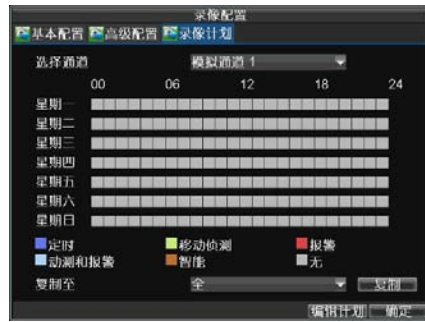 录像配置
基本配置 高级配置 录像计划
选择通道 模拟通道 1
00 06 12 18 24
星期一
星期二
星期三
星期四
星期五
星期六
星期日
定时 移动侦测 报警
动测和报警 智能 无
复制至 全 复制
编辑计划 确定